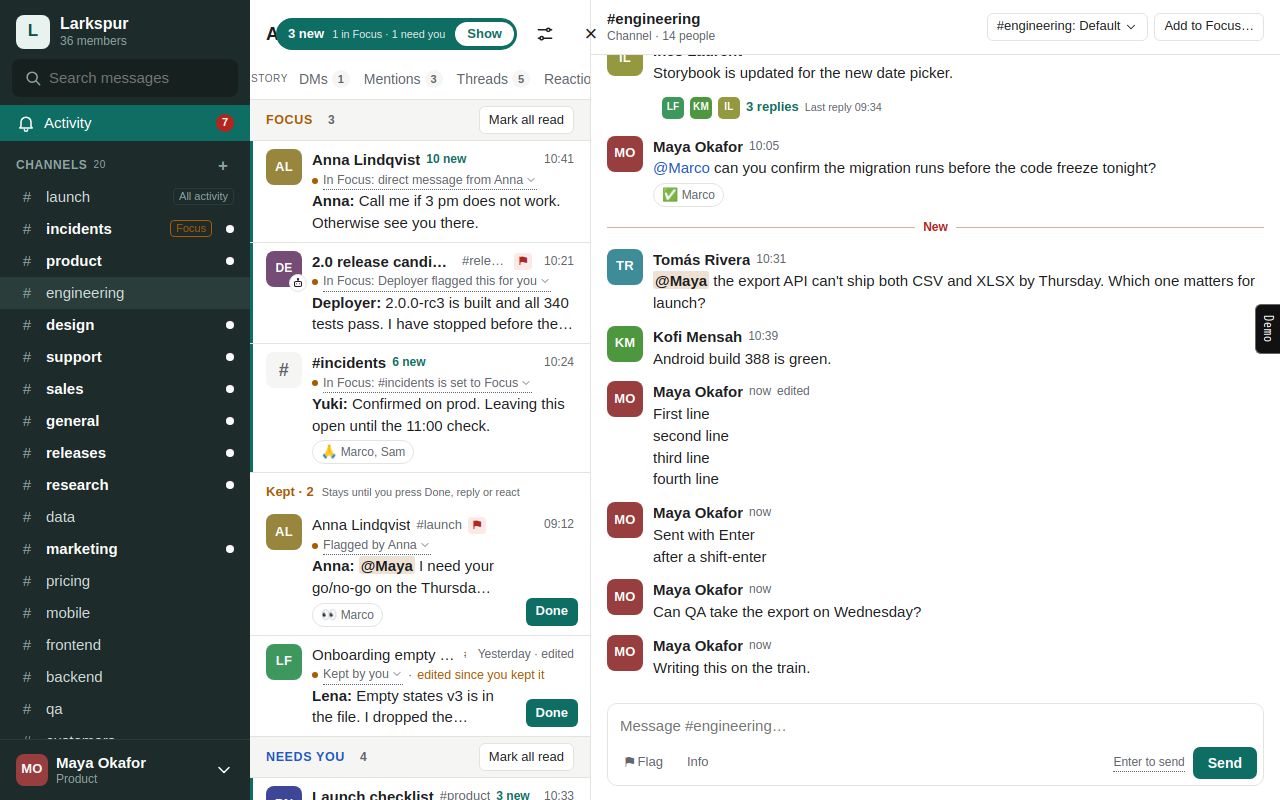 L
Larkspur
36 members
Search messages
Activity
7
CHANNELS 20
+
# launch All activity
# incidents Focus
# product
# engineering
# design
# support
# sales
# general
# releases
# research
# data
# marketing
# pricing
# mobile
# frontend
# backend
# qa
MO
Maya Okafor
Product
3 new 1 in Focus · 1 need you Show
STORY DMs 1 Mentions 3 Threads 5 Reactio
FOCUS 3 Mark all read
AL
Anna Lindqvist 10 new 10:41
In Focus: direct message from Anna
Anna: Call me if 3 pm does not work.
Otherwise see you there.
DE
2.0 release candi… #rele… 10:21
In Focus: Deployer flagged this for you
Deployer: 2.0.0-rc3 is built and all 340
tests pass. I have stopped before the…
#
#incidents 6 new 10:24
In Focus: #incidents is set to Focus
Yuki: Confirmed on prod. Leaving this
open until the 11:00 check.
🙏 Marco, Sam
Kept · 2 Stays until you press Done, reply or react
AL
Anna Lindqvist #launch 09:12
Flagged by Anna
Anna: @Maya I need your
go/no-go on the Thursda…
👀 Marco
Done
LF
Onboarding empty … Yesterday · edited
Kept by you · edited since you kept it
Lena: Empty states v3 is in
the file. I dropped the…
Done
NEEDS YOU 4 Mark all read
Launch checklist #product 3 new 10:33
#engineering
Channel · 14 people
#engineering: Default
Add to Focus…
IL
Storybook is updated for the new date picker.
LF KM IL 3 replies Last reply 09:34
MO
Maya Okafor 10:05
@Marco can you confirm the migration runs before the code freeze tonight?
✅ Marco
New
TR
Tomás Rivera 10:31
@Maya the export API can't ship both CSV and XLSX by Thursday. Which one matters for
launch?
Demo
KM
Kofi Mensah 10:39
Android build 388 is green.
MO
Maya Okafor now edited
First line
second line
third line
fourth line
MO
Maya Okafor now
Sent with Enter
after a shift-enter
MO
Maya Okafor now
Can QA take the export on Wednesday?
MO
Maya Okafor now
Writing this on the train.
Message #engineering…
Flag Info Enter to send Send